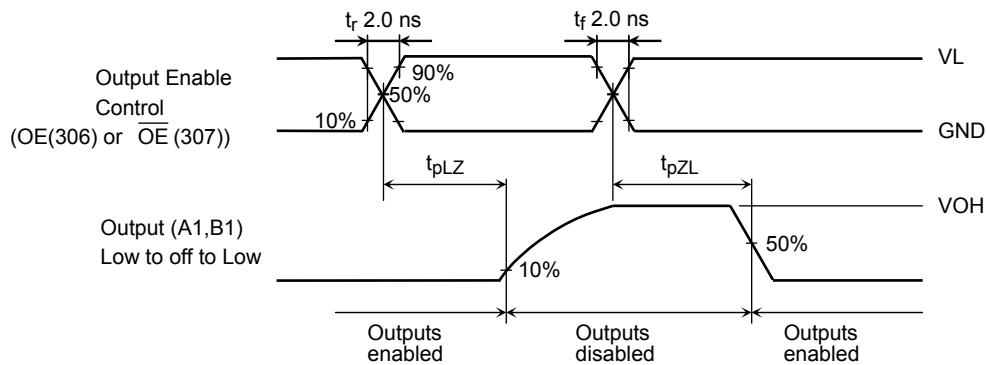 tr 2.0 ns
tf 2.0 ns
VL
Output Enable
90%
Control
50%
10%
(OE(306) or OE (307))
GND
tpLZ
tpZL
VOH
Output (A1,B1)
Low to off to Low
50%
10%
Outputs enabled
Outputs disabled
Outputs enabled